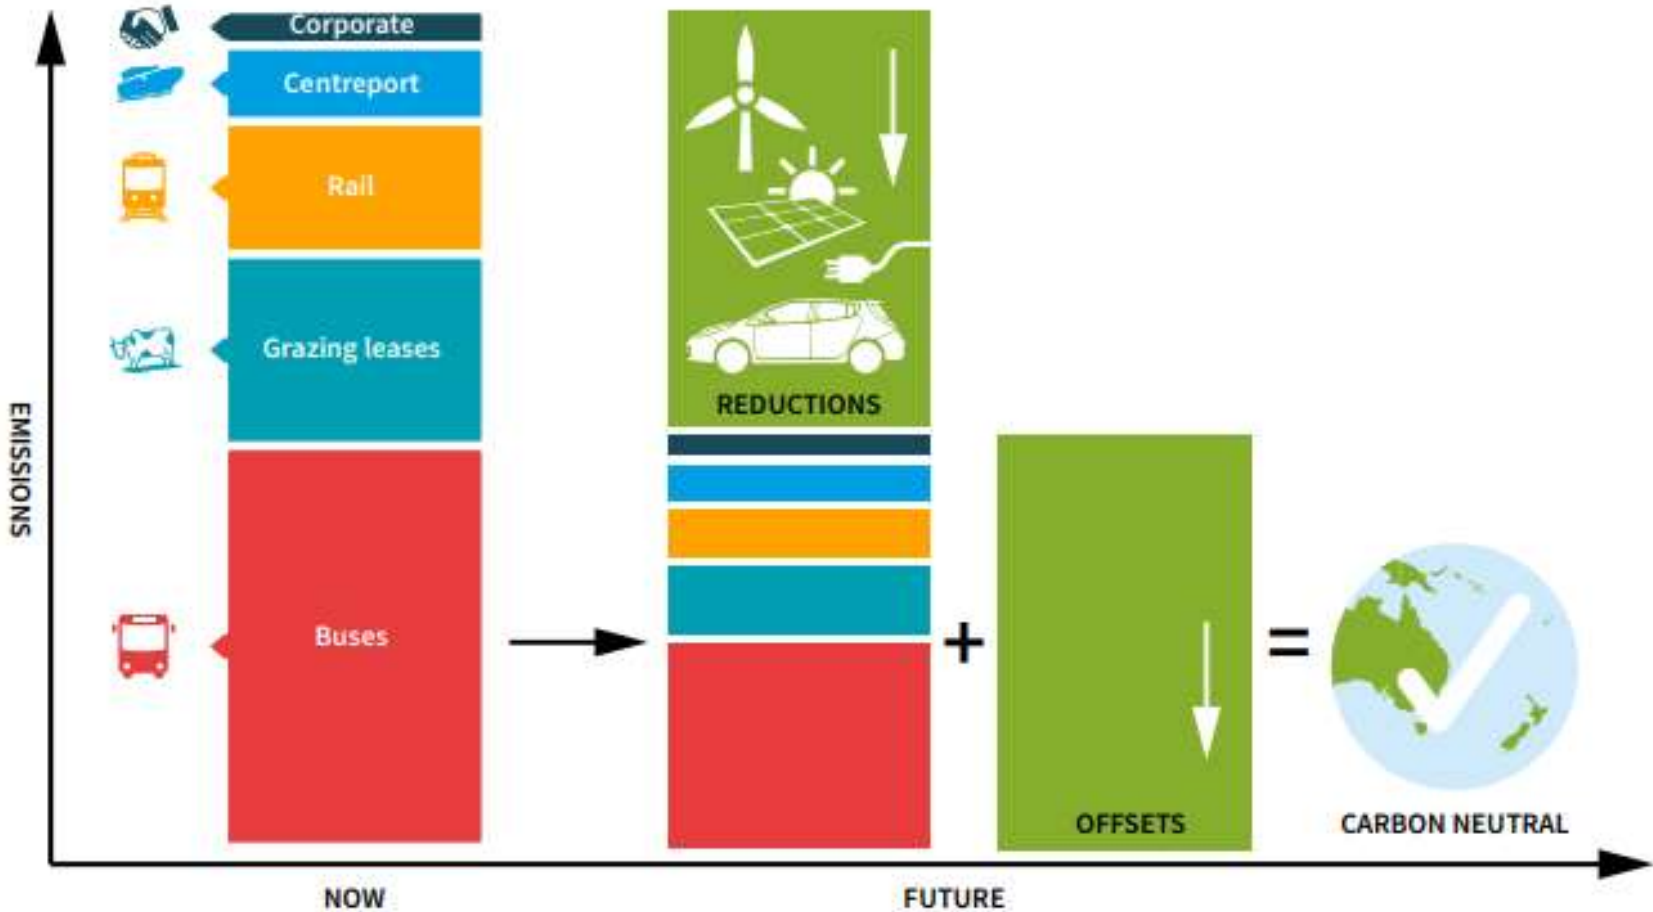 Corporate
Centreport
Rail
Grazing leases
Buses
EMISSIONS
REDUCTIONS
+
=
OFFSETS
CARBON NEUTRAL
NOW
FUTURE